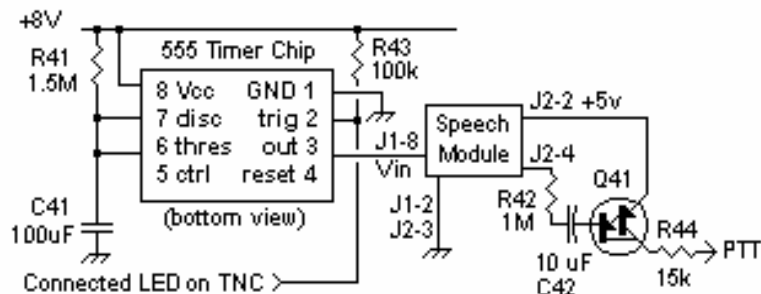 +8V
R41
1.5M
555 Timer Chip
R43
100k
8 Vcc GND 1
7 disc trig 2
6 thres out 3
5 ctrl reset 4
(bottom view)
C41
100uF
Connected LED on TNC
J1-8
Vin
J1-2
J2-3
Speech
Module
J2-2 +5v
J2-4
R42
1M
Q41
10 uF
C42
R44
15k
PTT